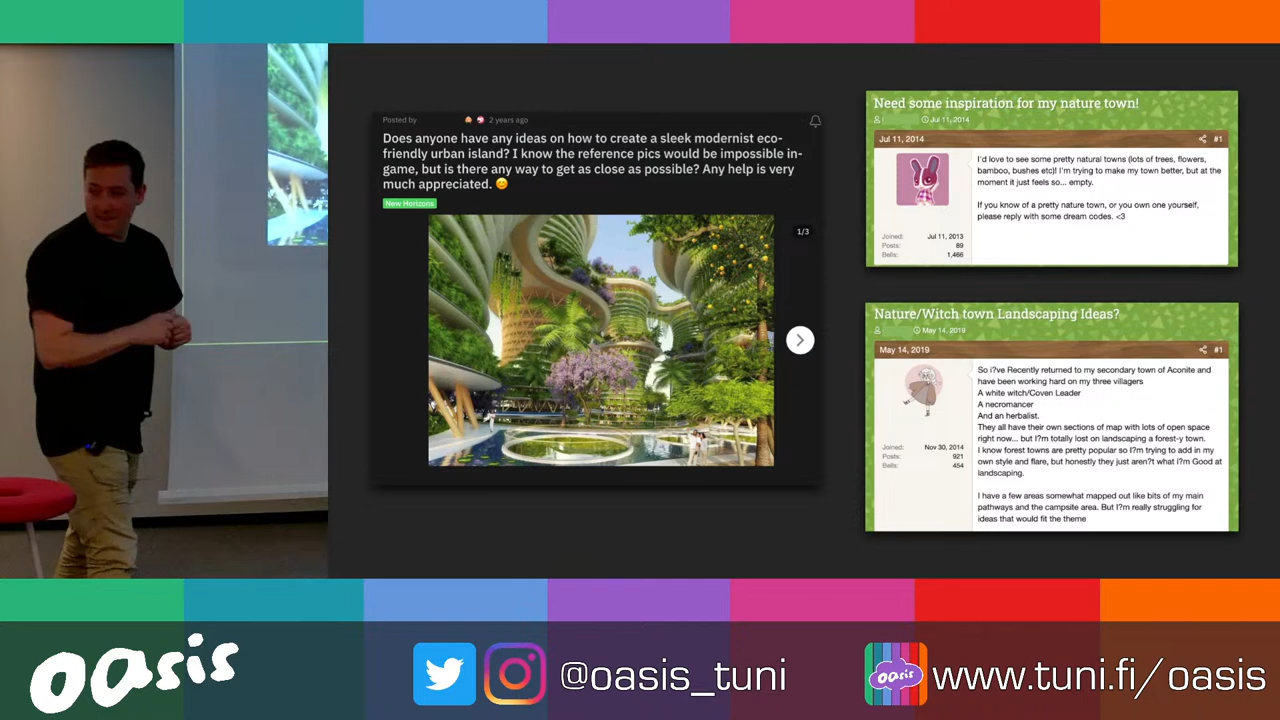 Posted by
2 years ago
Does anyone have any ideas on how to create a sleek modernist eco-
friendly urban island? I know the reference pics would be impossible in-
game, but is there any way to get as close as possible? Any help is very
much appreciated. 😊
New Horizons
1/3
Need some inspiration for my nature town!
Jul 11, 2014
Jul 11, 2014
#1
I'd love to see some pretty natural towns (lots of trees, flowers,
bamboo, bushes etc)! I'm trying to make my town better, but at the
moment it just feels so... empty.
If you know of a pretty nature town, or you own one yourself,
please reply with some dream codes. <3
Joined: Jul 11, 2013
Posts: 89
Bells: 1,466
Nature/Witch town Landscaping Ideas?
May 14, 2019
May 14, 2019
#1
So i?ve Recently returned to my secondary town of Aconite and
have been working hard on my three villagers
A white witch/Coven Leader
A necromancer
And an herbalist.
They all have their own sections of map with lots of open space
right now... but I?m totally lost on landscaping a forest-y town.
I know forest towns are pretty popular so I?m trying to add in my
own style and flare, but honestly they just aren?t what i?m Good at
landscaping.
I have a few areas somewhat mapped out like bits of my main
pathways and the campsite area. But I?m really struggling for
ideas that would fit the theme
Joined: Nov 30, 2014
Posts: 921
Bells: 454
oasis
@oasis_tuni
oasis
www.tuni.fi/oasis